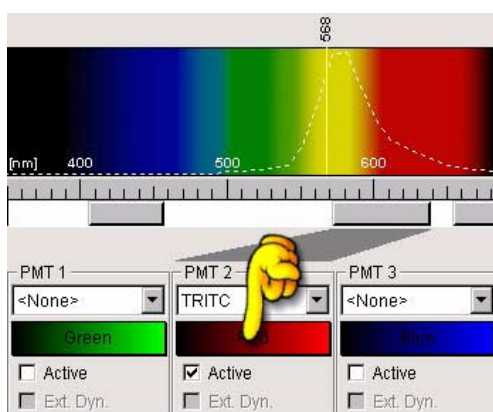 568
[nm] 400 500 600
PMT 1 PMT 2 PMT 3
<None> TRITC <None>
Green Blue
Active Active Active
Ext. Dyn. Ext. Dyn. Ext. Dyn.